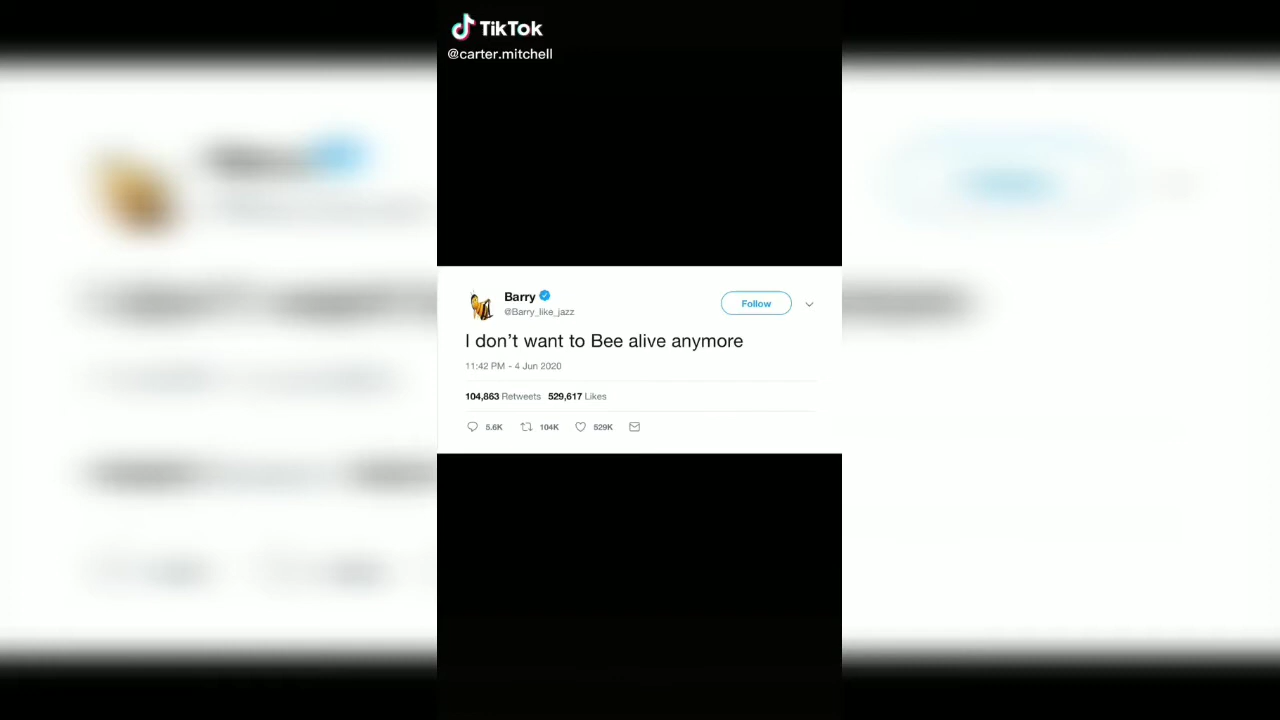 TikTok
@carter.mitchell
Barry
Follow
@Barry_like_jazz
I don't want to Bee alive anymore
11:42 PM - 4 Jun 2020
104,863 Retweets 529,617 Likes
5.6K 104K 529K